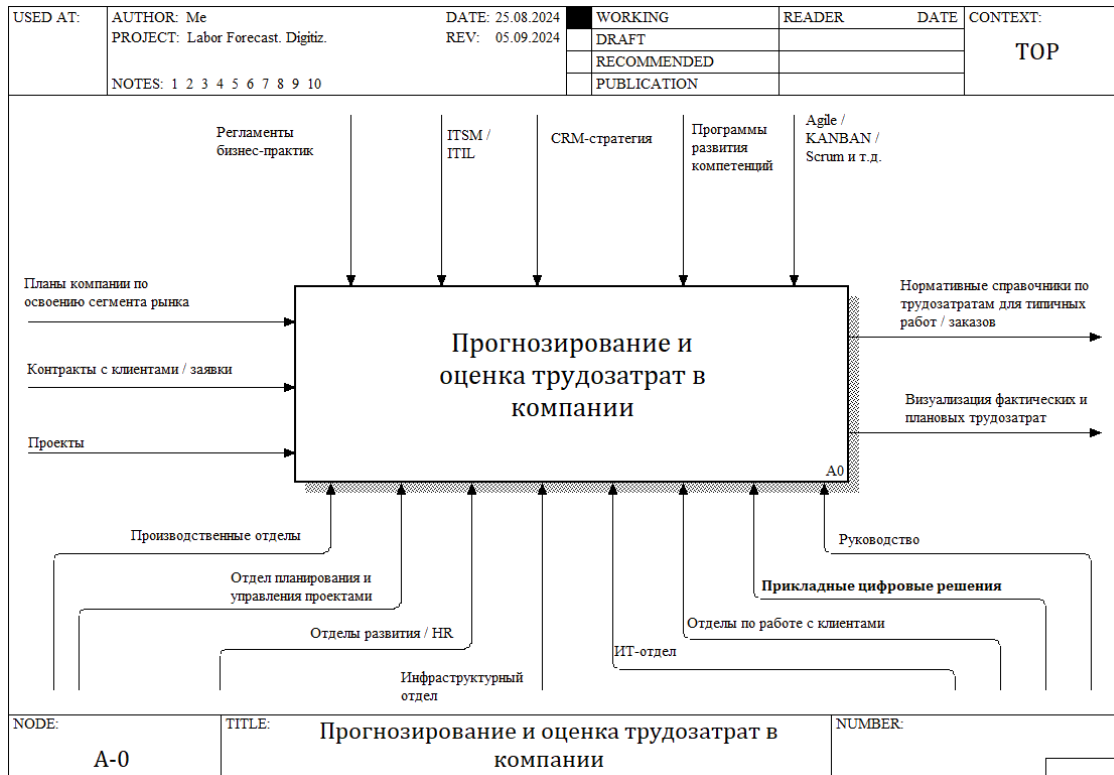 USED AT:
AUTHOR: Me
DATE: 25.08.2024
PROJECT: Labor Forecast. Digitiz.
REV: 05.09.2024
NOTES: 1 2 3 4 5 6 7 8 9 10
WORKING
DRAFT
RECOMMENDED
PUBLICATION
READER
DATE
CONTEXT:
TOP
Регламенты
бизнес-практик
ITSM /
ITIL
CRM-стратегия
Программы
развития
компетенций
Agile /
KANBAN /
Scrum и т.д.
Планы компании по
освоению сегмента рынка
Контракты с клиентами / заявки
Проекты
Прогнозирование и
оценка трудозатрат в
компании
A0
Нормативные справочники по
трудозатратам для типичных
работ / заказов
Визуализация фактических и
плановых трудозатрат
Производственные отделы
Отдел планирования и
управления проектами
Отделы развития / HR
Инфраструктурный
отдел
ИТ-отдел
Отделы по работе с клиентами
Прикладные цифровые решения
Руководство
NODE:
A-0
TITLE:
Прогнозирование и оценка трудозатрат в
компании
NUMBER: